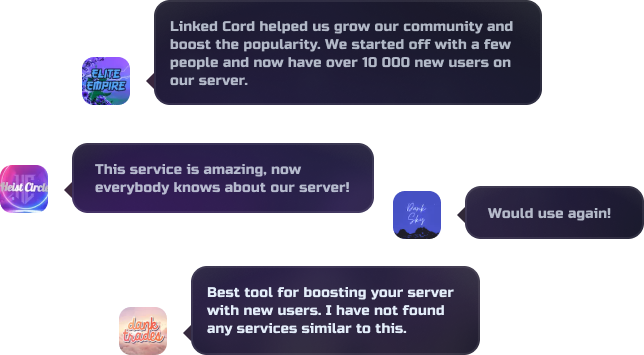 Linked Cord helped us grow our community and
boost the popularity. We started off with a few
people and now have over 10 000 new users on
our server.
ELITE
EMPIRE
This service is amazing, now
everybody knows about our server!
Heist Circle
Would use again!
Dank
Sky
Best tool for boosting your server
with new users. I have not found
any services similar to this.
dank
trades